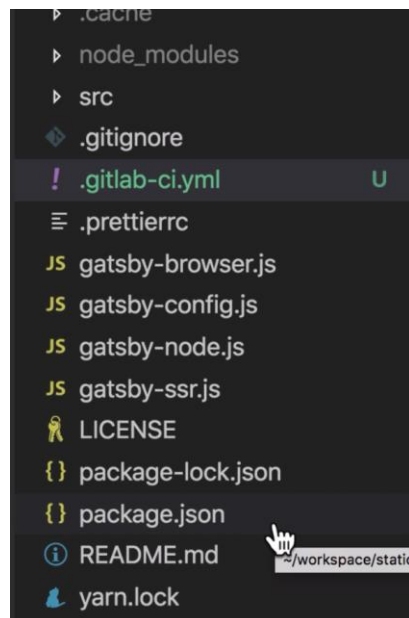 .cache
node_modules
src
.gitignore
! .gitlab-ci.yml U
.prettierrc
JS gatsby-browser.js
JS gatsby-config.js
JS gatsby-node.js
JS gatsby-ssr.js
LICENSE
{} package-lock.json
{} package.json
README.md
~/workspace/static
yarn.lock